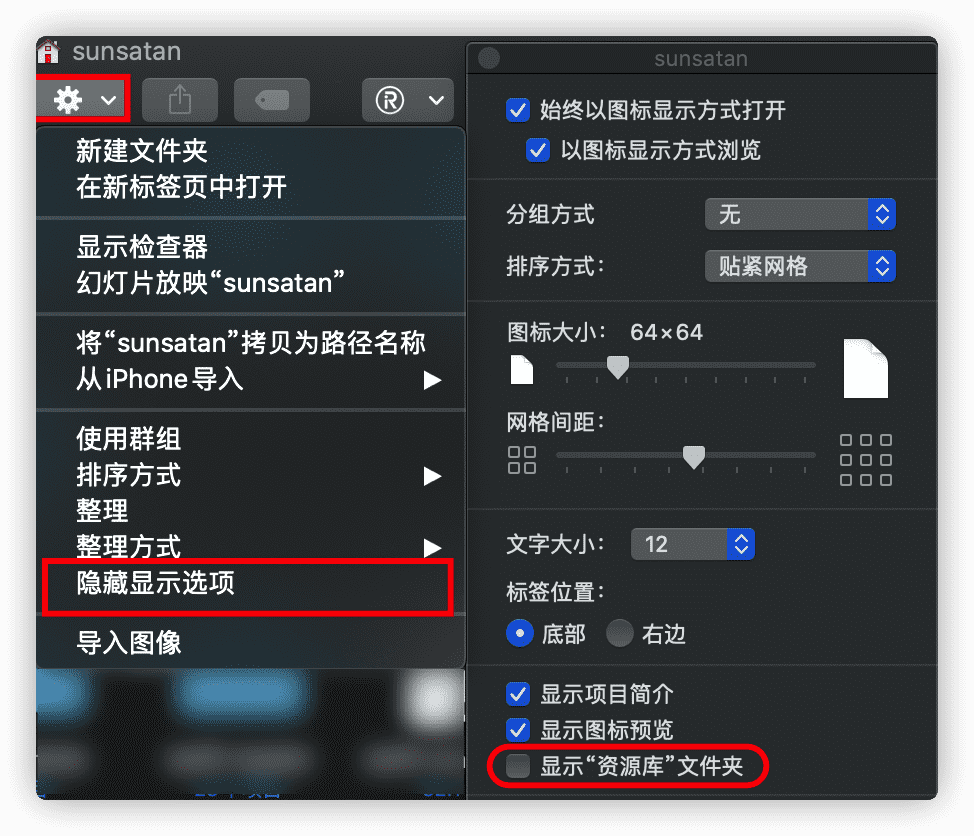 sunsatan
新建文件夹
在新标签页中打开
显示检查器
幻灯片放映“sunsatan”
将“sunsatan”拷贝为路径名称
从 iPhone 导入
使用群组
排序方式
整理
整理方式
隐藏显示选项
导入图像
sunsatan
始终以图标显示方式打开
以图标显示方式浏览
分组方式 无
排序方式： 贴紧网格
图标大小： 64×64
网格间距：
文字大小： 12
标签位置：
底部 右边
显示项目简介
显示图标预览
显示“资源库”文件夹